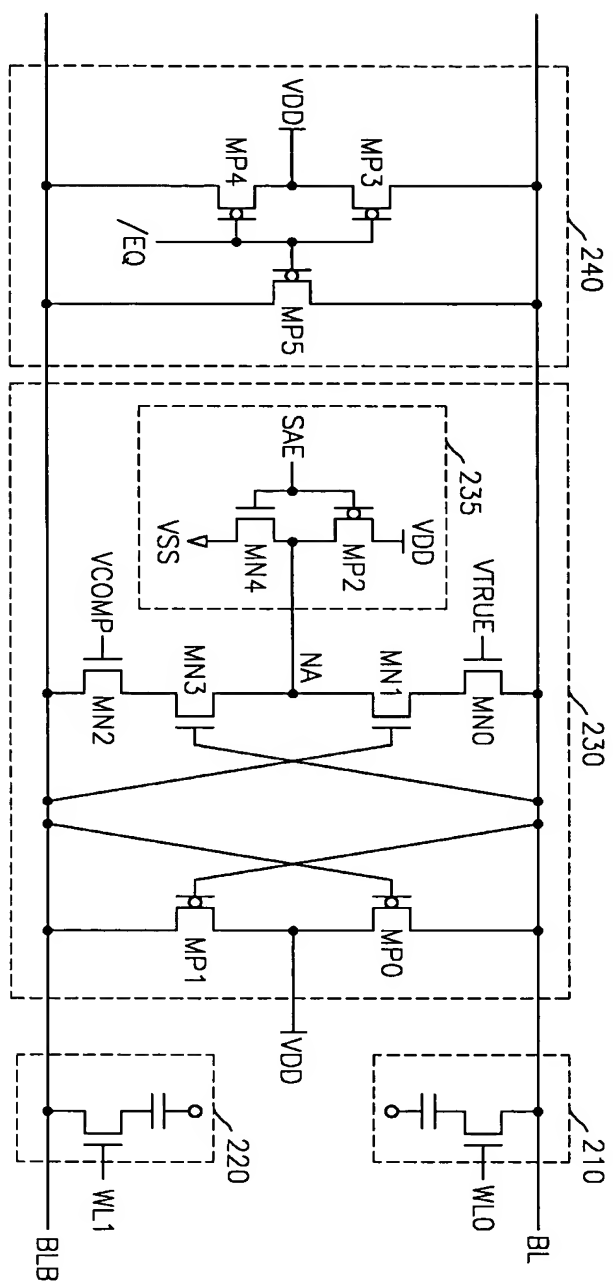 240
VDD
MP3
MP4
/EQ
MP5
230
235
SAE
VDD
MP2
MN4
VSS
VTRUE
MN0
MN1
NA
MN3
VCOMP
MN2
MP0
MP1
VDD
210
WL0
220
WL1
BL
BLB